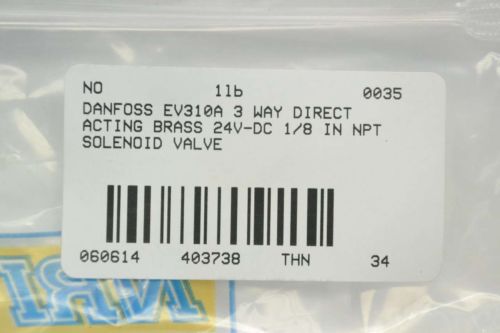 NO 11b 0035
DANFOSS EV310A 3 WAY DIRECT
ACTING BRASS 24V-DC 1/8 IN NPT
SOLENOID VALVE
060614 403738 THN 34